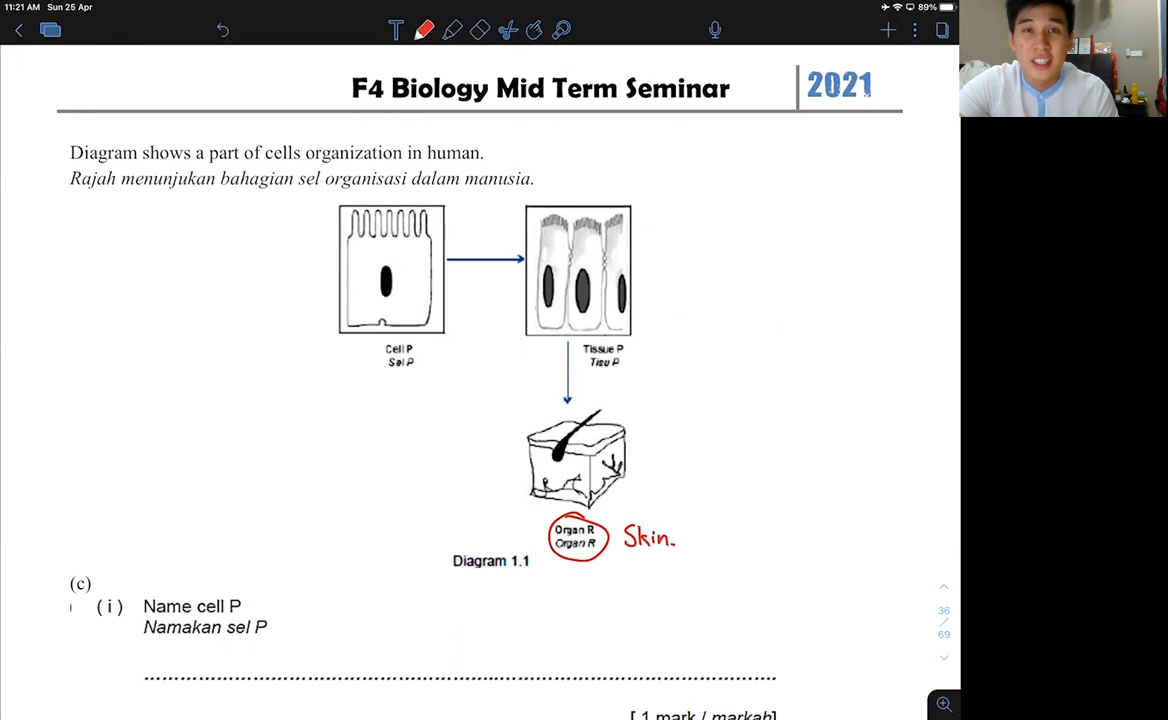 11:21 AM Sun 25 Apr
89%
F4 Biology Mid Term Seminar 2021
Diagram shows a part of cells organization in human.
Rajah menunjukan bahagian sel organisasi dalam manusia.
Cell P
Sel P
Tissue P
Tisu P
Organ R
Organ R
Skin.
Diagram 1.1
(c)
) (i) Name cell P
Namakan sel P
36
/
69
[ 1 mark / markah]